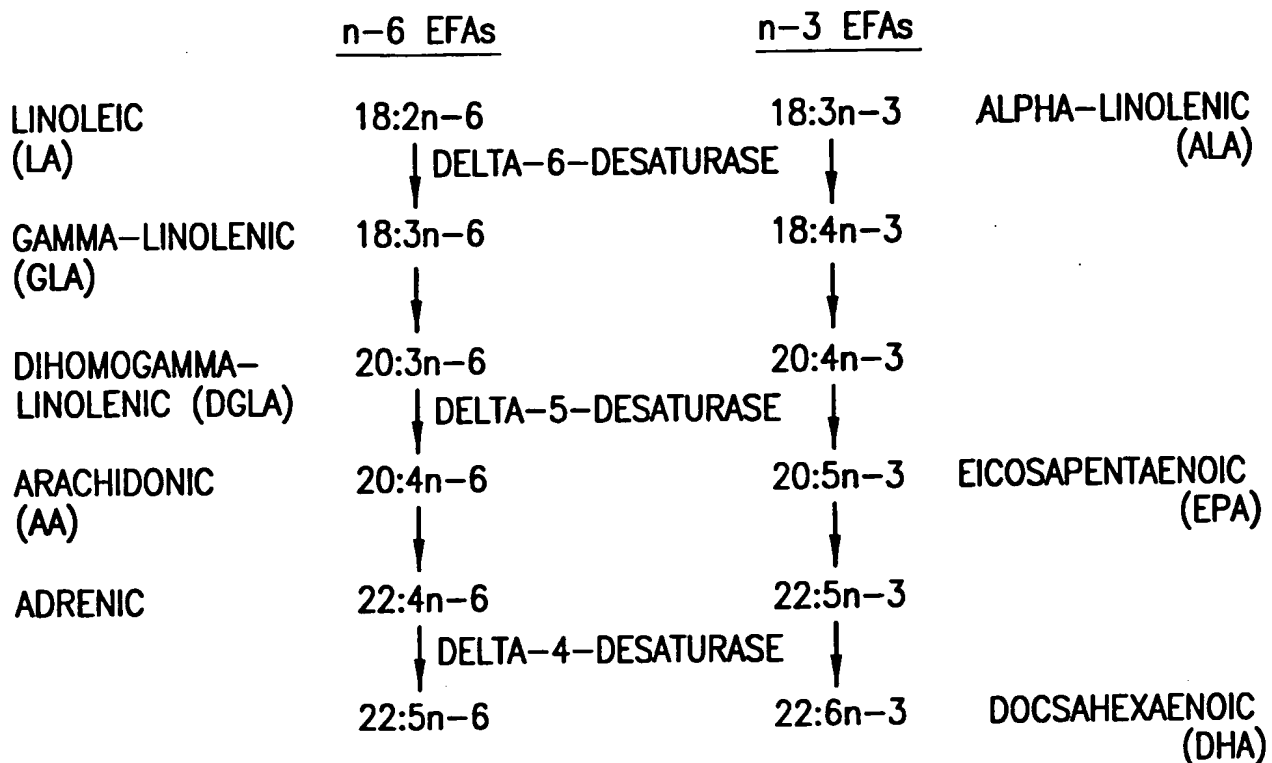 n-6 EFAs n-3 EFAs
LINOLEIC 18:2n-6 18:3n-3 ALPHA-LINOLENIC
(LA) DELTA-6-DESATURASE (ALA)
GAMMA-LINOLENIC 18:3n-6 18:4n-3
(GLA)
DIHOMOGAMMA- 20:3n-6 20:4n-3
LINOLENIC (DGLA) DELTA-5-DESATURASE
ARACHIDONIC 20:4n-6 20:5n-3 EICOSAPENTAENOIC
(AA) (EPA)
ADRENIC 22:4n-6 22:5n-3
DELTA-4-DESATURASE
22:5n-6 22:6n-3 DOCSAHEXAENOIC
(DHA)